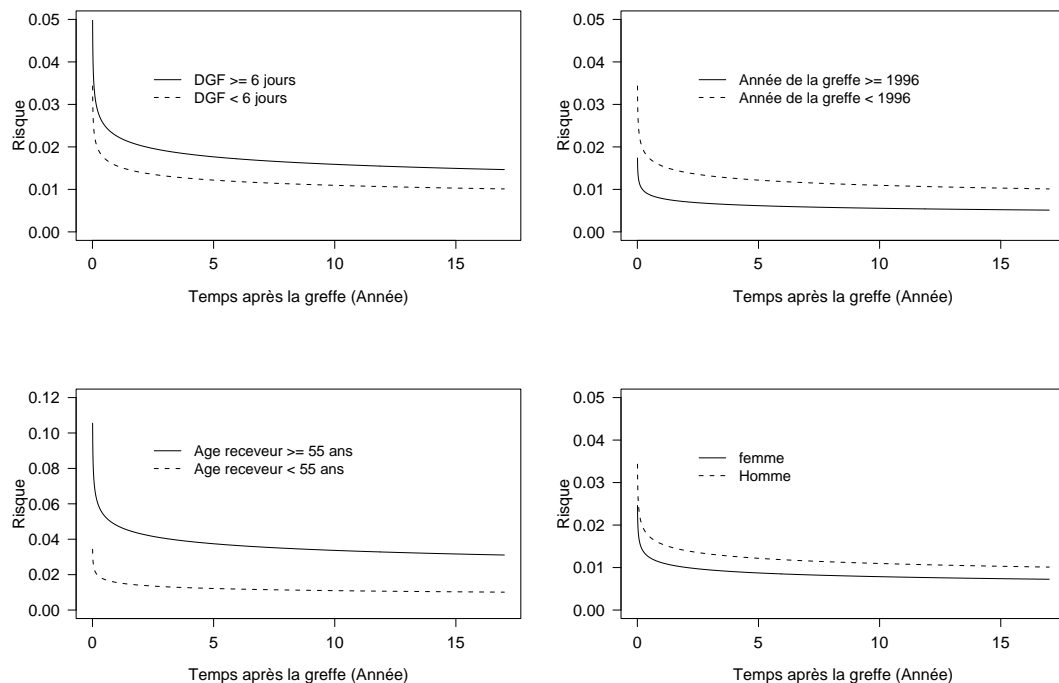 0.05
0.04
0.03
0.02
0.01
0.00
Risque
DGF >= 6 jours
DGF < 6 jours
0
5
10
15
Temps après la greffe (Année)
0.05
0.04
0.03
0.02
0.01
0.00
Risque
Année de la greffe >= 1996
Année de la greffe < 1996
0
5
10
15
Temps après la greffe (Année)
0.12
0.10
0.08
0.06
0.04
0.02
0.00
Risque
Age receveur >= 55 ans
Age receveur < 55 ans
0
5
10
15
Temps après la greffe (Année)
0.05
0.04
0.03
0.02
0.01
0.00
Risque
femme
Homme
0
5
10
15
Temps après la greffe (Année)